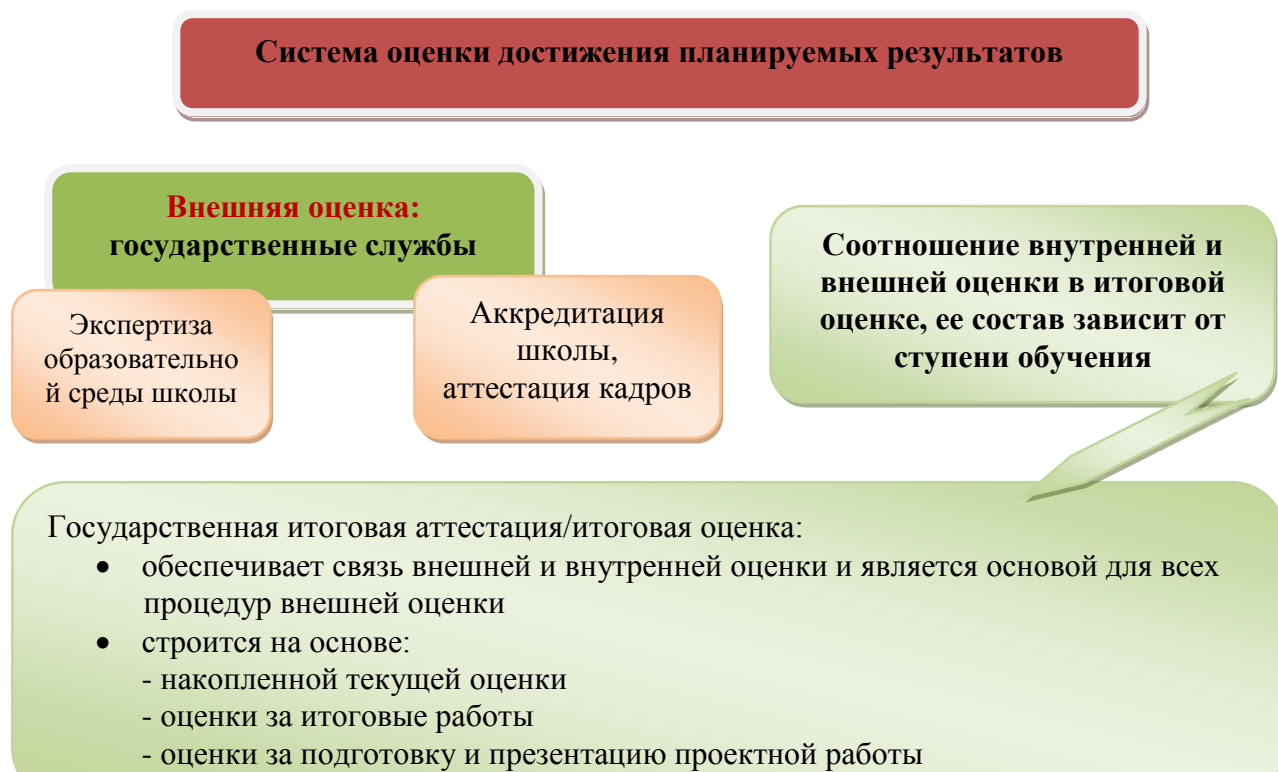 Система оценки достижения планируемых результатов
Внешняя оценка:
государственные службы
Экспертиза
образовательно
й среды школы
Аккредитация
школы,
аттестация кадров
Соотношение внутренней и
внешней оценки в итоговой
оценке, ее состав зависит от
ступени обучения
Государственная итоговая аттестация/итоговая оценка:
• обеспечивает связь внешней и внутренней оценки и является основой для всех
процедур внешней оценки
• строится на основе:
- накопленной текущей оценки
- оценки за итоговые работы
- оценки за подготовку и презентацию проектной работы